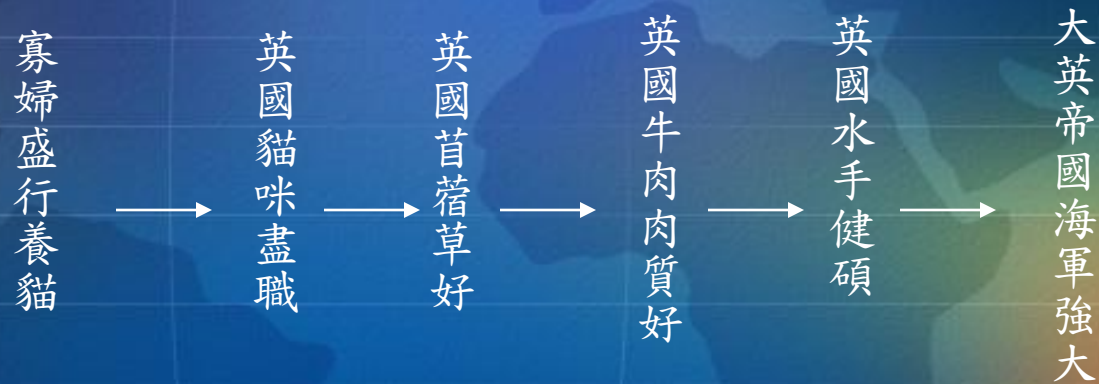 寡婦盛行養貓
英國貓咪盡職
英國苜蓿草好
英國牛肉肉質好
英國水手健碩
大英帝國海軍強大